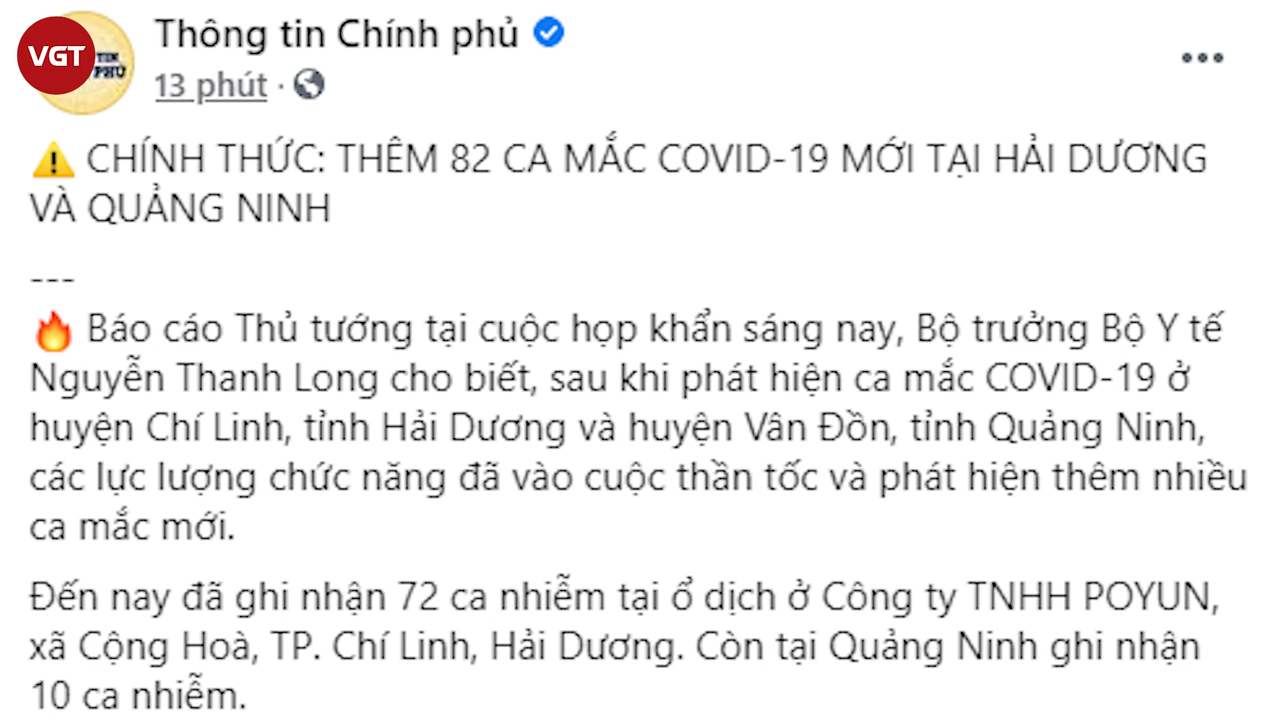 VGT
TIN
PHỦ
Thông tin Chính phủ
13 phút ·
⚠️ CHÍNH THỨC: THÊM 82 CA MẮC COVID-19 MỚI TẠI HẢI DƯƠNG
VÀ QUẢNG NINH
---
🔥 Báo cáo Thủ tướng tại cuộc họp khẩn sáng nay, Bộ trưởng Bộ Y tế
Nguyễn Thanh Long cho biết, sau khi phát hiện ca mắc COVID-19 ở
huyện Chí Linh, tỉnh Hải Dương và huyện Vân Đồn, tỉnh Quảng Ninh,
các lực lượng chức năng đã vào cuộc thần tốc và phát hiện thêm nhiều
ca mắc mới.
Đến nay đã ghi nhận 72 ca nhiễm tại ổ dịch ở Công ty TNHH POYUN,
xã Cộng Hoà, TP. Chí Linh, Hải Dương. Còn tại Quảng Ninh ghi nhận
10 ca nhiễm.